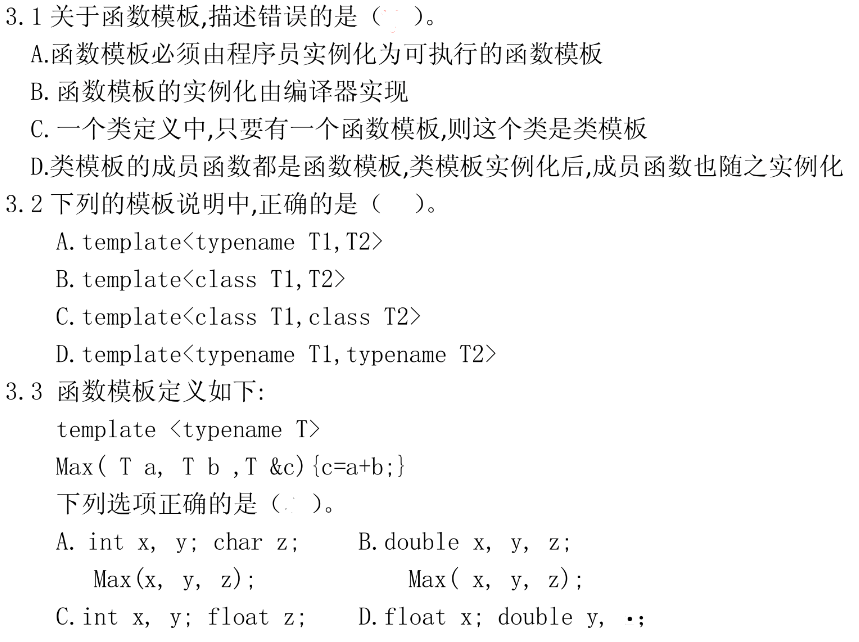 3.1 关于函数模板,描述错误的是（ ）。
A.函数模板必须由程序员实例化为可执行的函数模板
B.函数模板的实例化由编译器实现
C.一个类定义中,只要有一个函数模板,则这个类是类模板
D.类模板的成员函数都是函数模板,类模板实例化后,成员函数也随之实例化
3.2 下列的模板说明中,正确的是（ ）。
A.template<typename T1,T2>
B.template<class T1,T2>
C.template<class T1,class T2>
D.template<typename T1,typename T2>
3.3 函数模板定义如下:
template <typename T>
Max( T a, T b ,T &c){c=a+b;}
下列选项正确的是（ ）。
A. int x, y; char z; B.double x, y, z;
Max(x, y, z); Max( x, y, z);
C.int x, y; float z; D.float x; double y, ;